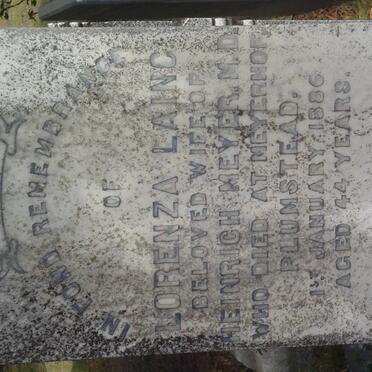 IN FOND REMEMBRANCE
OF
LORENZA LAING
BELOVED WIFE OF
HEINRICH MEYER, M.D.
WHO DIED AT MEYERHOF
PLUMSTEAD.
1ST JANUARY, 1886
AGED 44 YEARS.